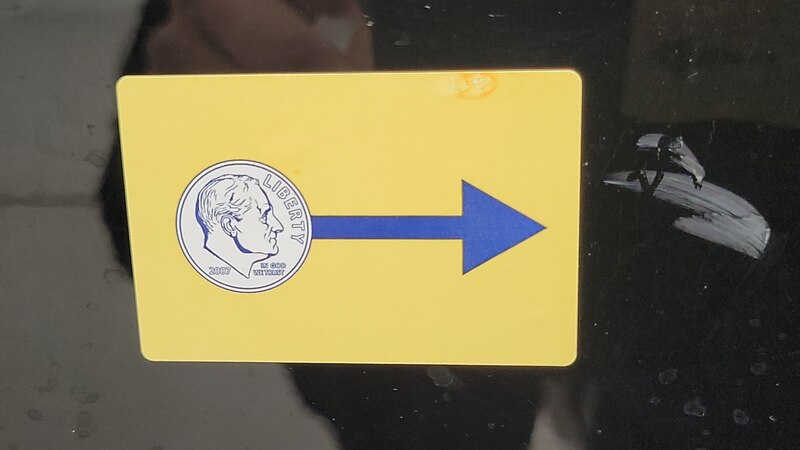 LIBERTY
2007
IN GOD
WE TRUST